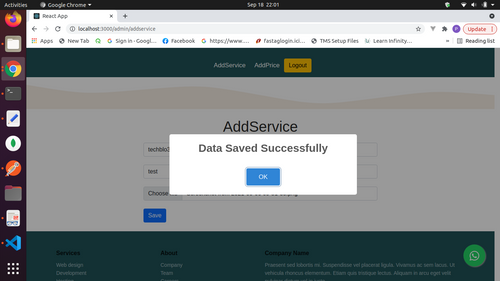 Activities Google Chrome Sep 18 22:01
React App
localhost:3000/admin/addservice
Update
Apps New Tab Sign in - Googl... Facebook https://www.... fastaglogin.ici... TMS Setup Files Learn Infinity... Reading list
AddService AddPrice Logout
AddService
Data Saved Successfully
test
OK
Choose
Save
Services About Company Name
Web design Company Praesent sed lobortis mi. Suspendisse vel placerat ligula. Vivamus ac sem lacus. Ut
Development Team vehicula rhoncus elementum. Etiam quis tristique lectus. Aliquam in arcu eget velit